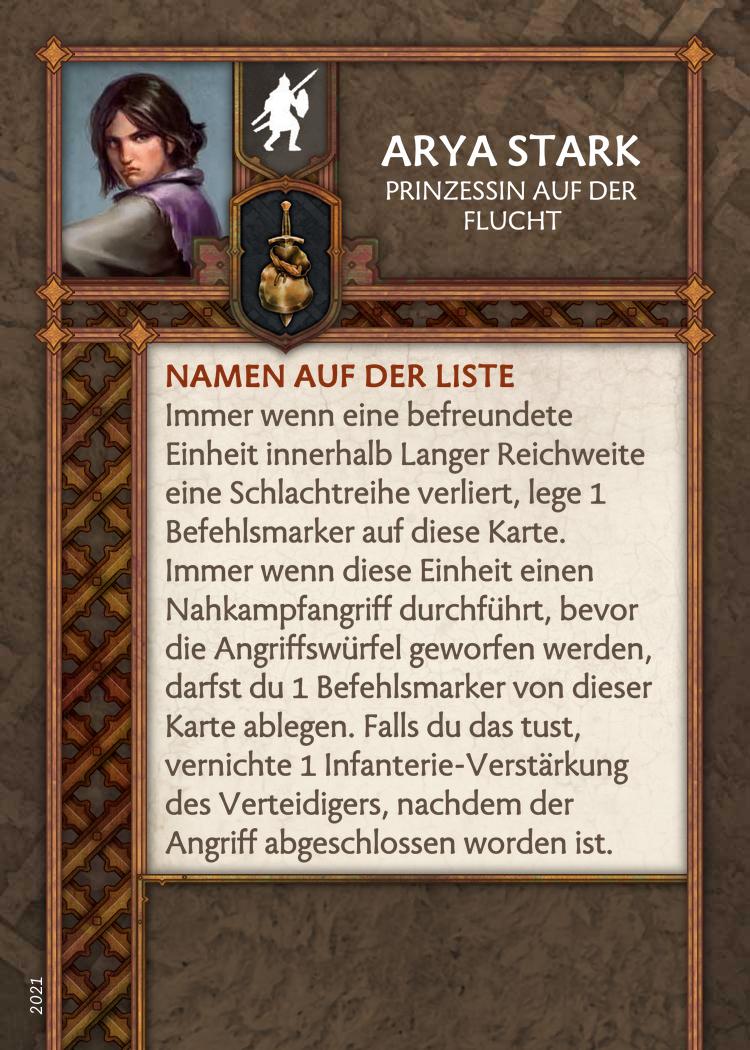 ARYA STARK
PRINZESSIN AUF DER
FLUCHT
NAMEN AUF DER LISTE
Immer wenn eine befreundete
Einheit innerhalb Langer Reichweite
eine Schlachtreihe verliert, lege 1
Befehlsmarker auf diese Karte.
Immer wenn diese Einheit einen
Nahkampfangriff durchführt, bevor
die Angriffswürfel geworfen werden,
darfst du 1 Befehlsmarker von dieser
Karte ablegen. Falls du das tust,
vernichte 1 Infanterie-Verstärkung
des Verteidigers, nachdem der
Angriff abgeschlossen worden ist.
2021